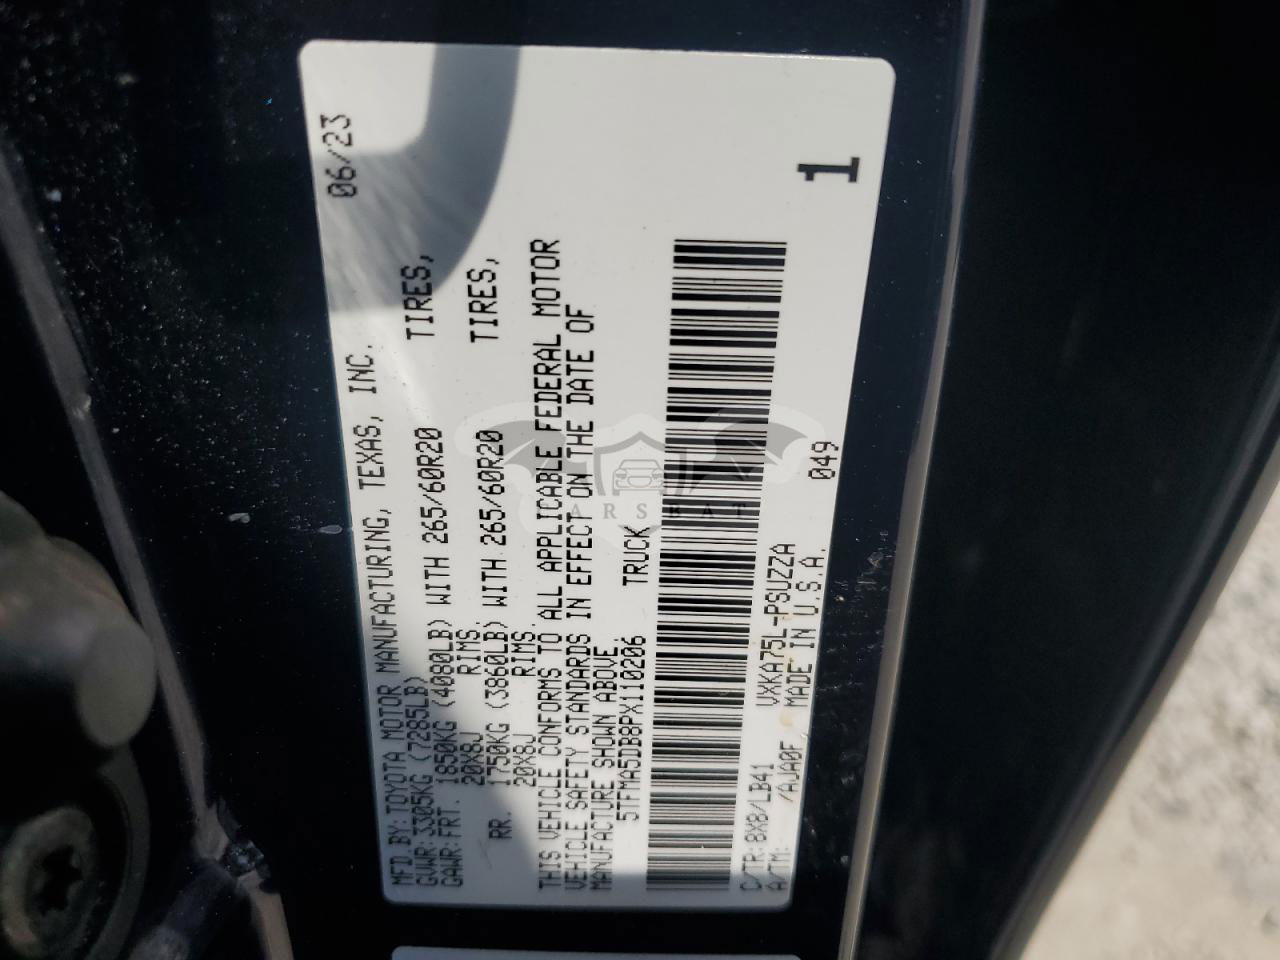 MFD.BY:TOYOTA MOTOR MANUFACTURING, TEXAS, INC. 06/23
GVWR:3305KG(7285LB)
GAWR:FRT. 1850KG(4080LB) WITH 265/60R20 TIRES,
20X8J RIMS,
RR. 1750KG(3860LB) WITH 265/60R20 TIRES,
20X8J RIMS.
THIS VEHICLE CONFORMS TO ALL APPLICABLE FEDERAL MOTOR
VEHICLE SAFETY STANDARDS IN EFFECT ON THE DATE OF
MANUFACTURE SHOWN ABOVE.
5TFMA5DB8PX110206 TRUCK
C/TR:8X8/LB41 VXKA75L-PSUZZA 049 1
A/TM: /AJA0F MADE IN U.S.A.
CARSBAT